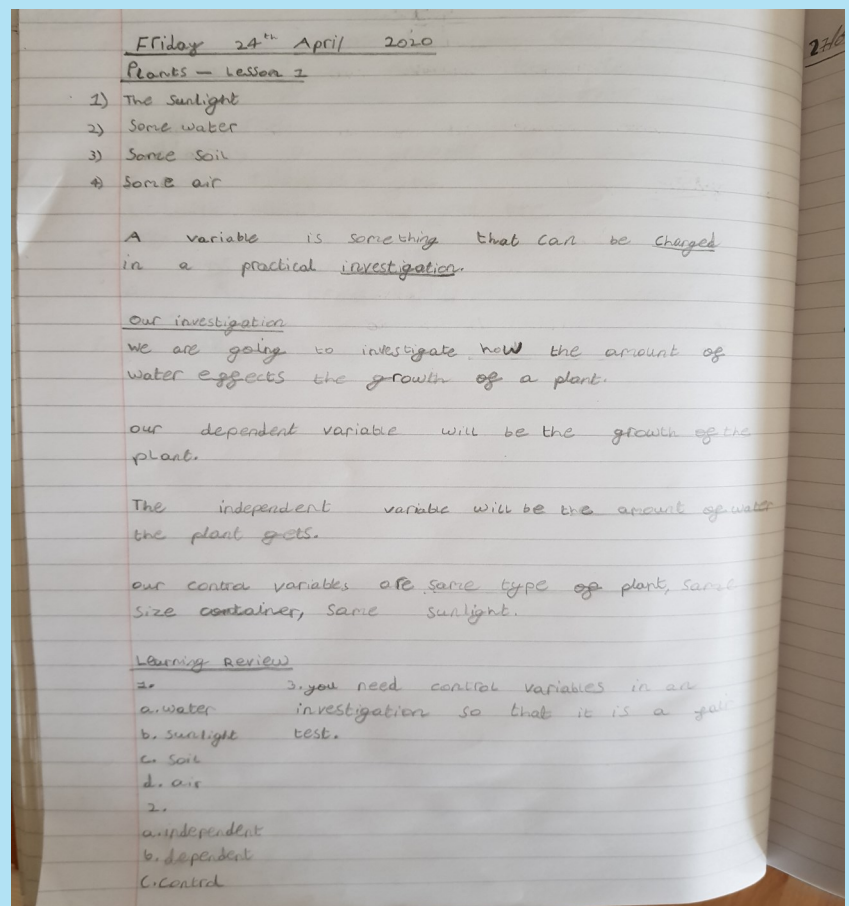 Friday 24th April 2020
27/0
Plants - Lesson 1
1) The Sunlight
2) Some water
3) Some soil
4) Some air
A variable is something that can be changed
in a practical investigation.
Our investigation
We are going to investigate how the amount of
water effects the growth of a plant.
our dependent variable will be the growth of the
plant.
The independent variable will be the amount of water
the plant gets.
our control variables are same type of plant, same
size container, same sunlight.
Learning Review
1.
a. water
b. sunlight
c. soil
d. air
2.
a. independent
b. dependent
c. control
3. you need control variables in an
investigation so that it is a fair
test.